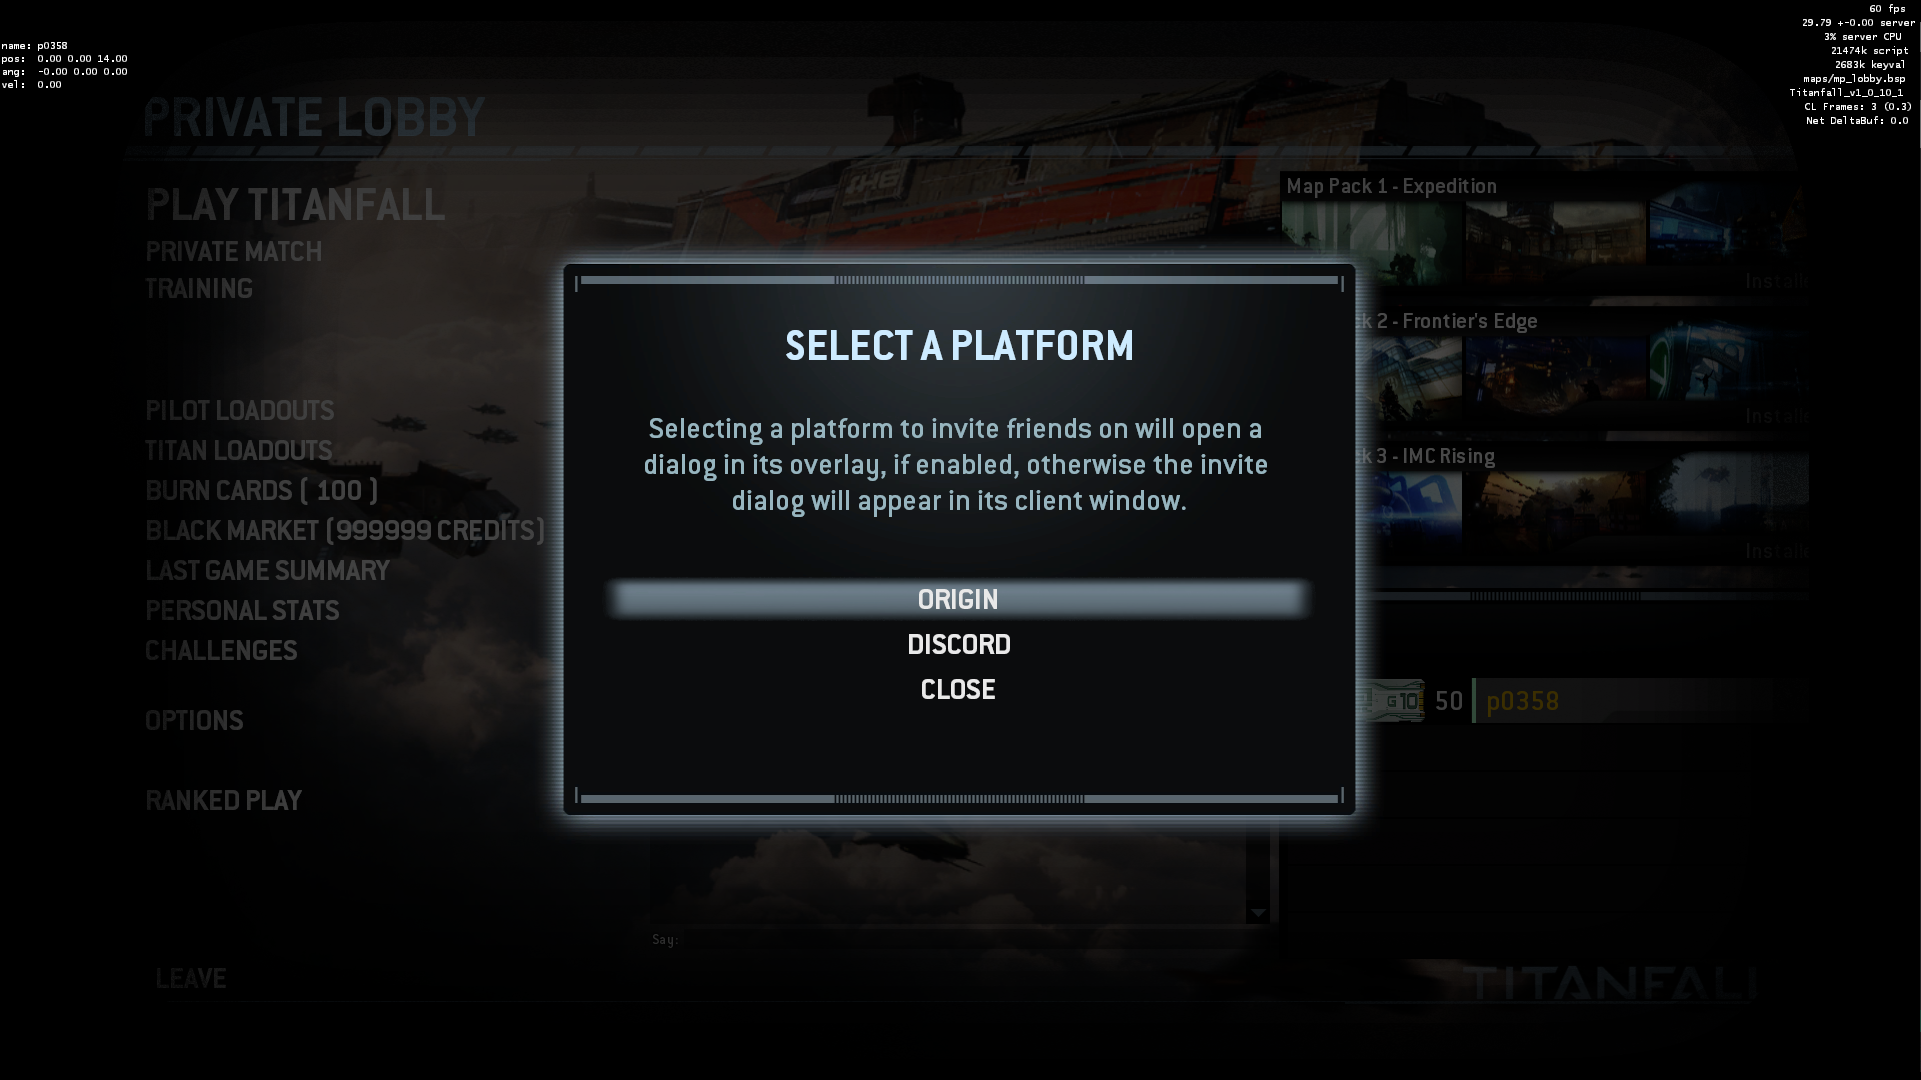 name: p0358
pos: 0.00 0.00 14.00
ang: -0.00 0.00 0.00
vel: 0.00
60 fps
29.79 +-0.00 server
3% server CPU
21474k script
2683k keyval
maps/mp_lobby.bsp
Titanfall_v1_0_10_1
CL Frames: 3 (0.3)
Net DeltaBuf: 0.0
PRIVATE LOBBY
PLAY TITANFALL
PRIVATE MATCH
TRAINING
PILOT LOADOUTS
TITAN LOADOUTS
BURN CARDS ( 100 )
BLACK MARKET (999999 CREDITS)
LAST GAME SUMMARY
PERSONAL STATS
CHALLENGES
OPTIONS
RANKED PLAY
LEAVE
SELECT A PLATFORM
Selecting a platform to invite friends on will open a
dialog in its overlay, if enabled, otherwise the invite
dialog will appear in its client window.
ORIGIN
DISCORD
CLOSE
Map Pack 1 - Expedition
Installe
ck 2 - Frontier's Edge
Installe
ck 3 - IMC Rising
Installe
G10 50 p0358
Say:
TITANFALL